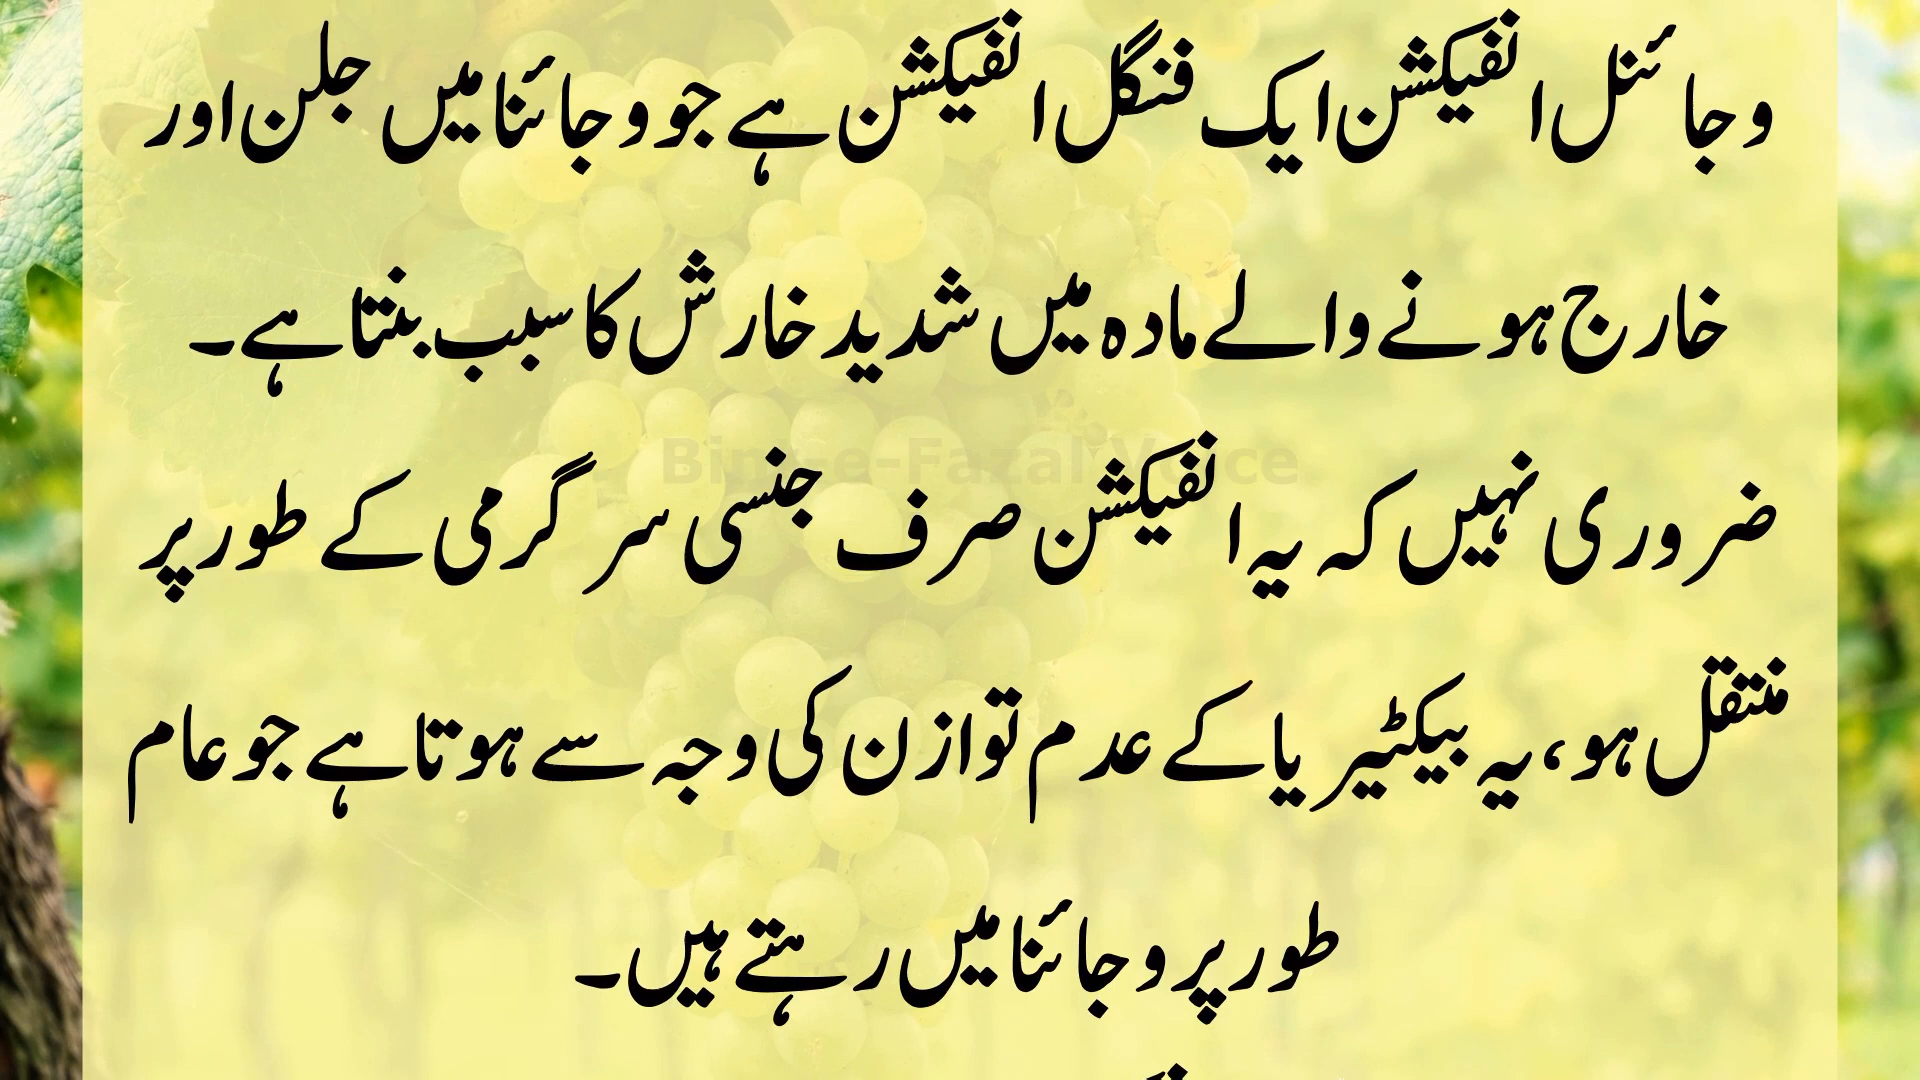 وجائنل انفیکشن ایک فنگل انفیکشن ہے جو وجائنا میں جلن اور
خارج ہونے والے مادہ میں شدید خارش کا سبب بنتا ہے۔
ضروری نہیں کہ یہ انفیکشن صرف جنسی سرگرمی کے طور پر
منتقل ہو، یہ بیکٹیریا کے عدم توازن کی وجہ سے ہوتا ہے جو عام
طور پر وجائنا میں رہتے ہیں۔